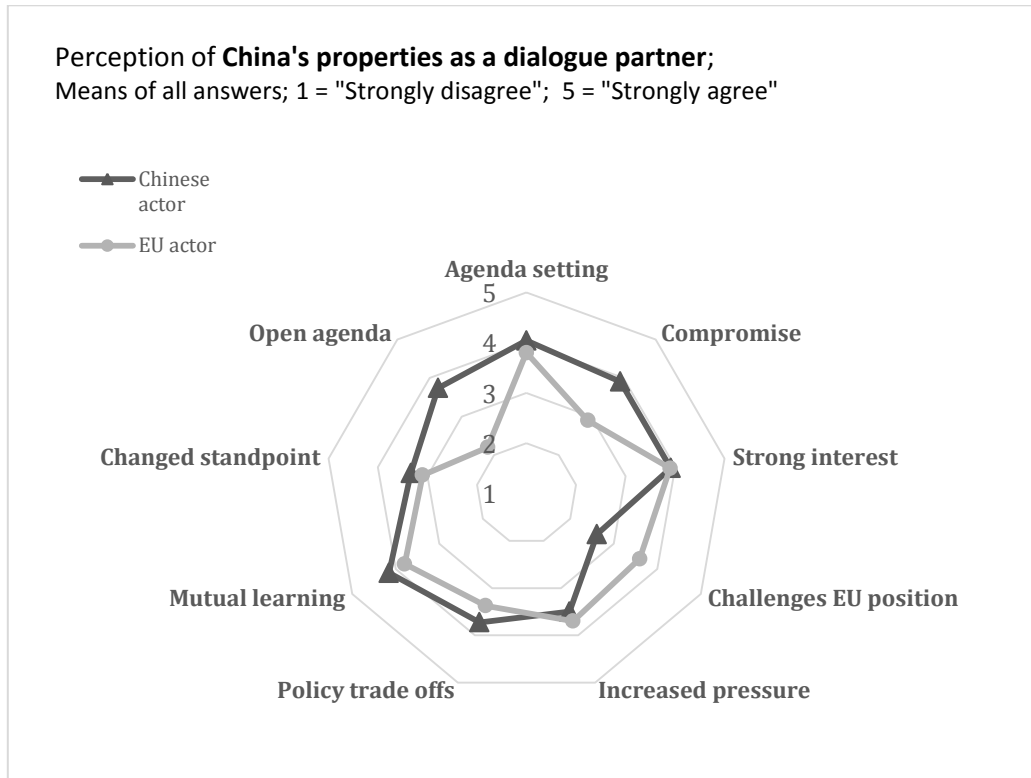 Perception of China's properties as a dialogue partner;
Means of all answers; 1 = "Strongly disagree";  5 = "Strongly agree"
Chinese
actor
EU actor
Agenda setting
Compromise
Strong interest
Challenges EU position
Increased pressure
Policy trade offs
Mutual learning
Changed standpoint
Open agenda
5
4
3
2
1